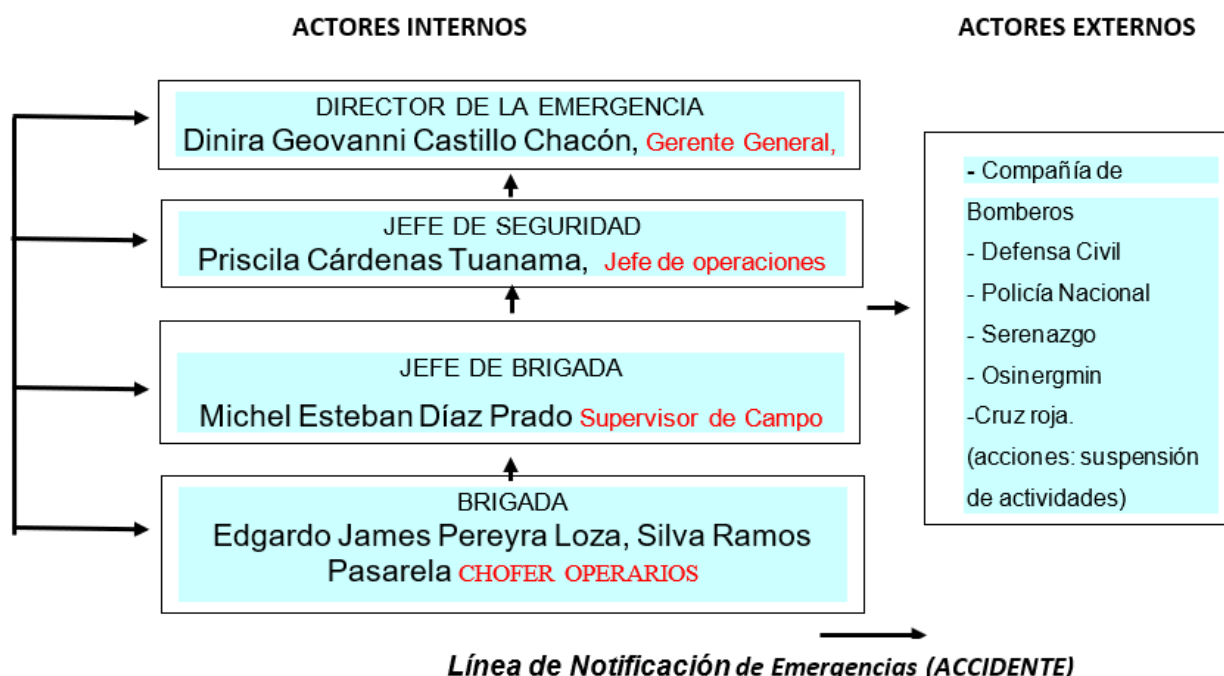 ACTORES INTERNOS
ACTORES EXTERNOS
DIRECTOR DE LA EMERGENCIA
Dinira Geovanni Castillo Chacón, Gerente General,
JEFE DE SEGURIDAD
Priscila Cárdenas Tuanama, Jefe de operaciones
JEFE DE BRIGADA
Michel Esteban Díaz Prado Supervisor de Campo
BRIGADA
Edgardo James Pereyra Loza, Silva Ramos
Pasarela CHOFER OPERARIOS
- Compañía de
Bomberos
- Defensa Civil
- Policía Nacional
- Serenazgo
- Osinergmin
-Cruz roja.
(acciones: suspensión
de actividades)
Línea de Notificación de Emergencias (ACCIDENTE)